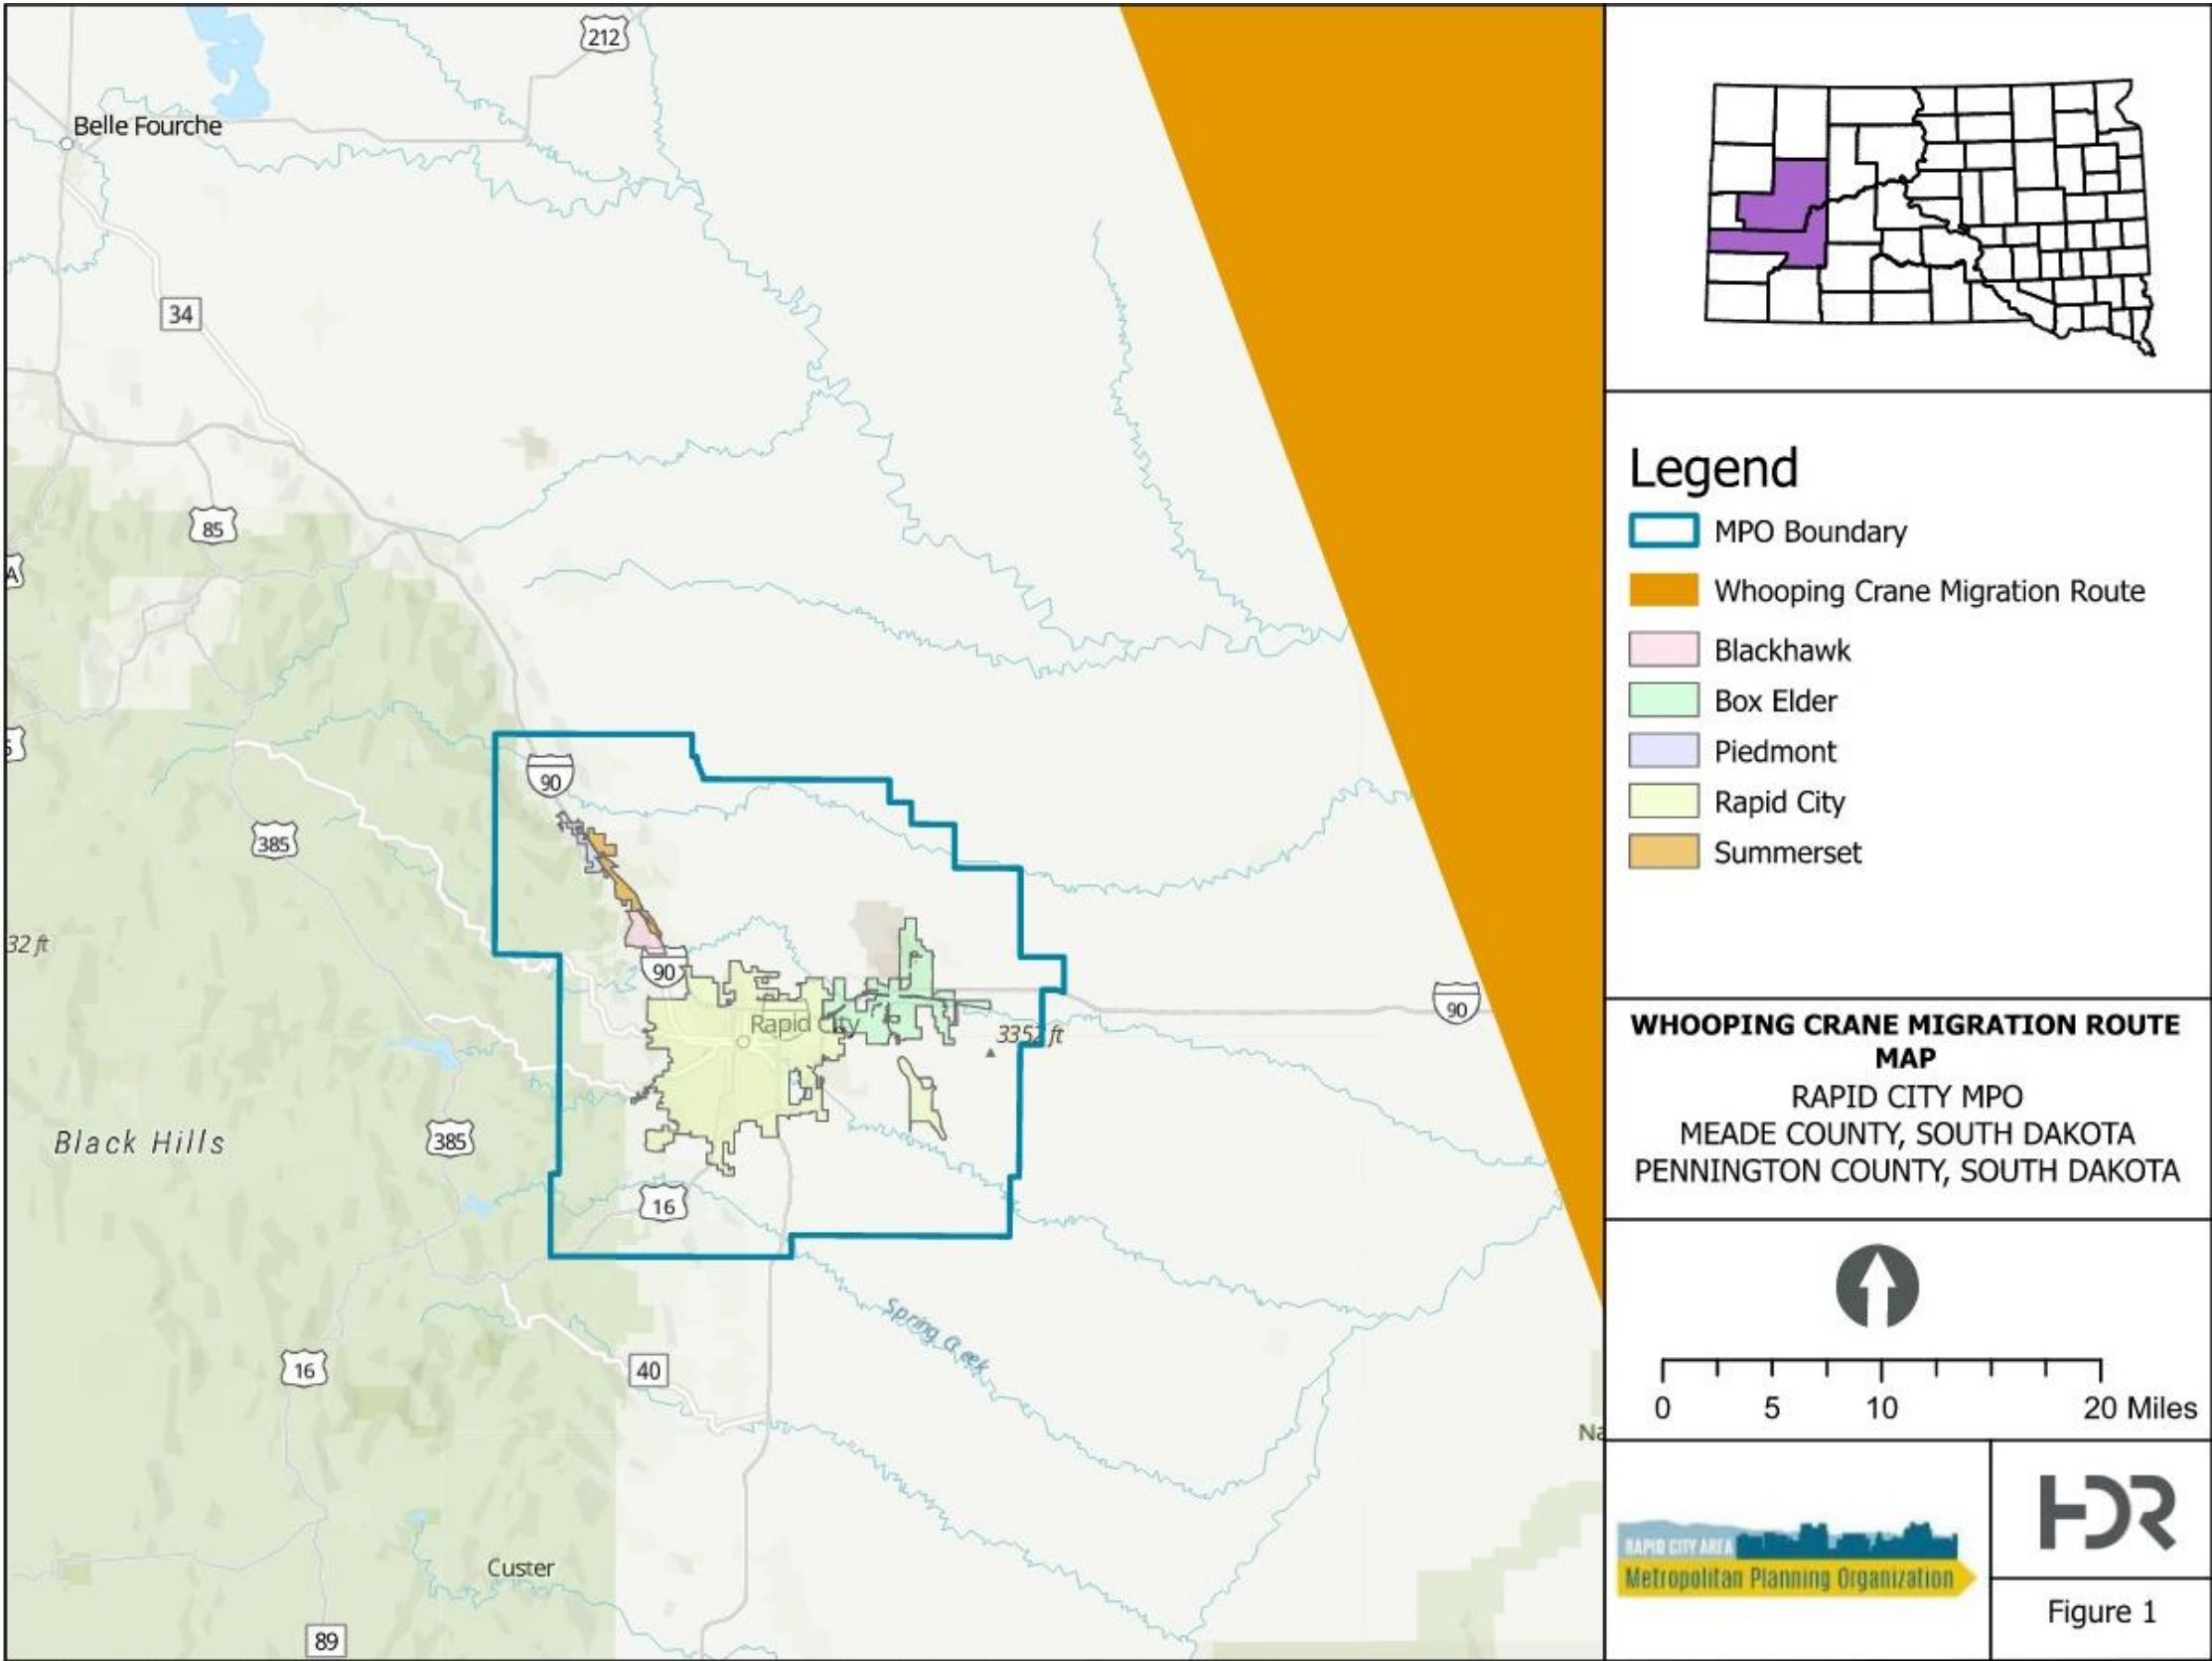 212
Belle Fourche
34
85
A
90
385
32 ft
90
Rapid City
3352 ft
90
Black Hills
385
16
Spring Creek
16
40
Na
Custer
89
Legend
MPO Boundary
Whooping Crane Migration Route
Blackhawk
Box Elder
Piedmont
Rapid City
Summerset
WHOOPING CRANE MIGRATION ROUTE
MAP
RAPID CITY MPO
MEADE COUNTY, SOUTH DAKOTA
PENNINGTON COUNTY, SOUTH DAKOTA
0 5 10 20 Miles
RAPID CITY AREA
Metropolitan Planning Organization
HDR
Figure 1